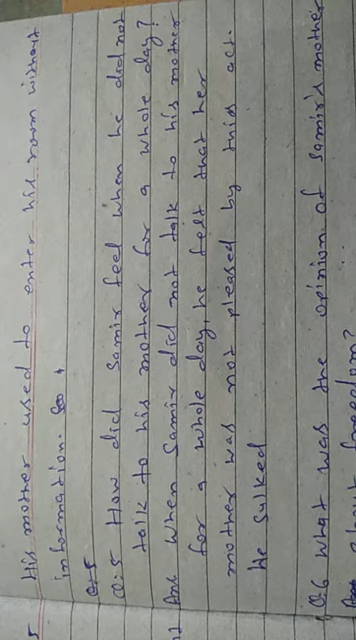 5 His mother used to enter his room without
information.
Q:5 How did Samir feel when he did not
talk to his mother for a whole day?
Ans When Samir did not talk to his mother
for a whole day, he felt that her
mother was not pleased by this act.
He sulked
Q.6 What was the opinion of Samir's mother
about freedom?